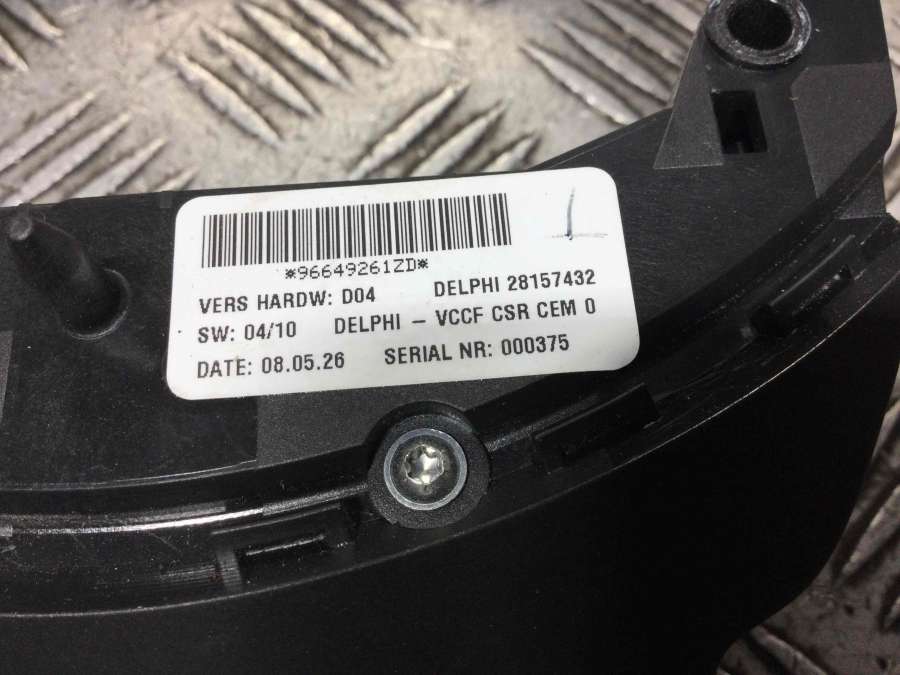 *96649261ZD*
VERS HARDW: D04 DELPHI 28157432
SW: 04/10 DELPHI – VCCF CSR CEM 0
DATE: 08.05.26 SERIAL NR: 000375